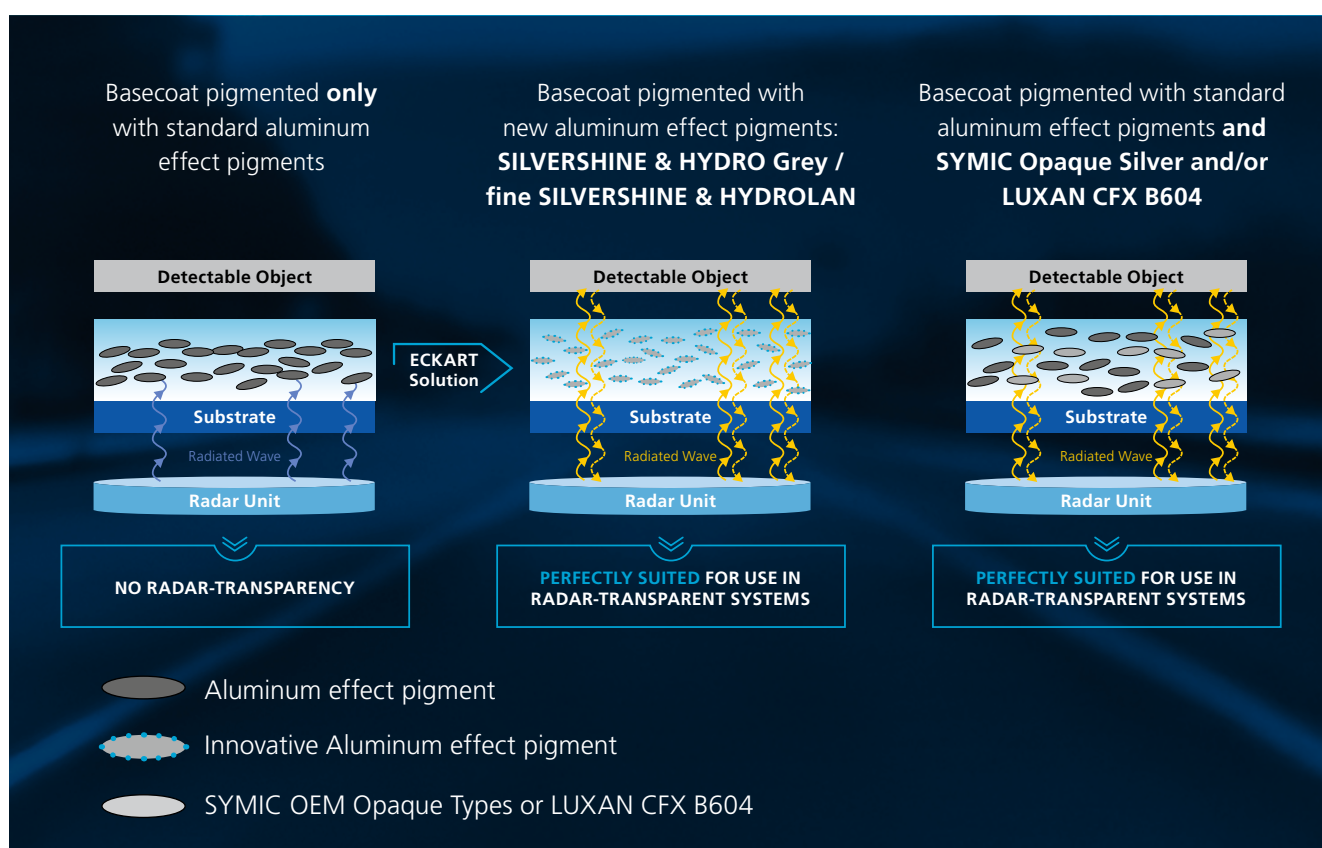 Basecoat pigmented only
with standard aluminum
effect pigments
Basecoat pigmented with
new aluminum effect pigments:
SILVERSHINE & HYDRO Grey /
fine SILVERSHINE & HYDROLAN
Basecoat pigmented with standard
aluminum effect pigments and
SYMIC Opaque Silver and/or
LUXAN CFX B604
Detectable Object
Substrate
Radiated Wave
Radar Unit
ECKART
Solution
Detectable Object
Substrate
Radiated Wave
Radar Unit
Detectable Object
Substrate
Radiated Wave
Radar Unit
NO RADAR-TRANSPARENCY
PERFECTLY SUITED FOR USE IN
RADAR-TRANSPARENT SYSTEMS
PERFECTLY SUITED FOR USE IN
RADAR-TRANSPARENT SYSTEMS
Aluminum effect pigment
Innovative Aluminum effect pigment
SYMIC OEM Opaque Types or LUXAN CFX B604